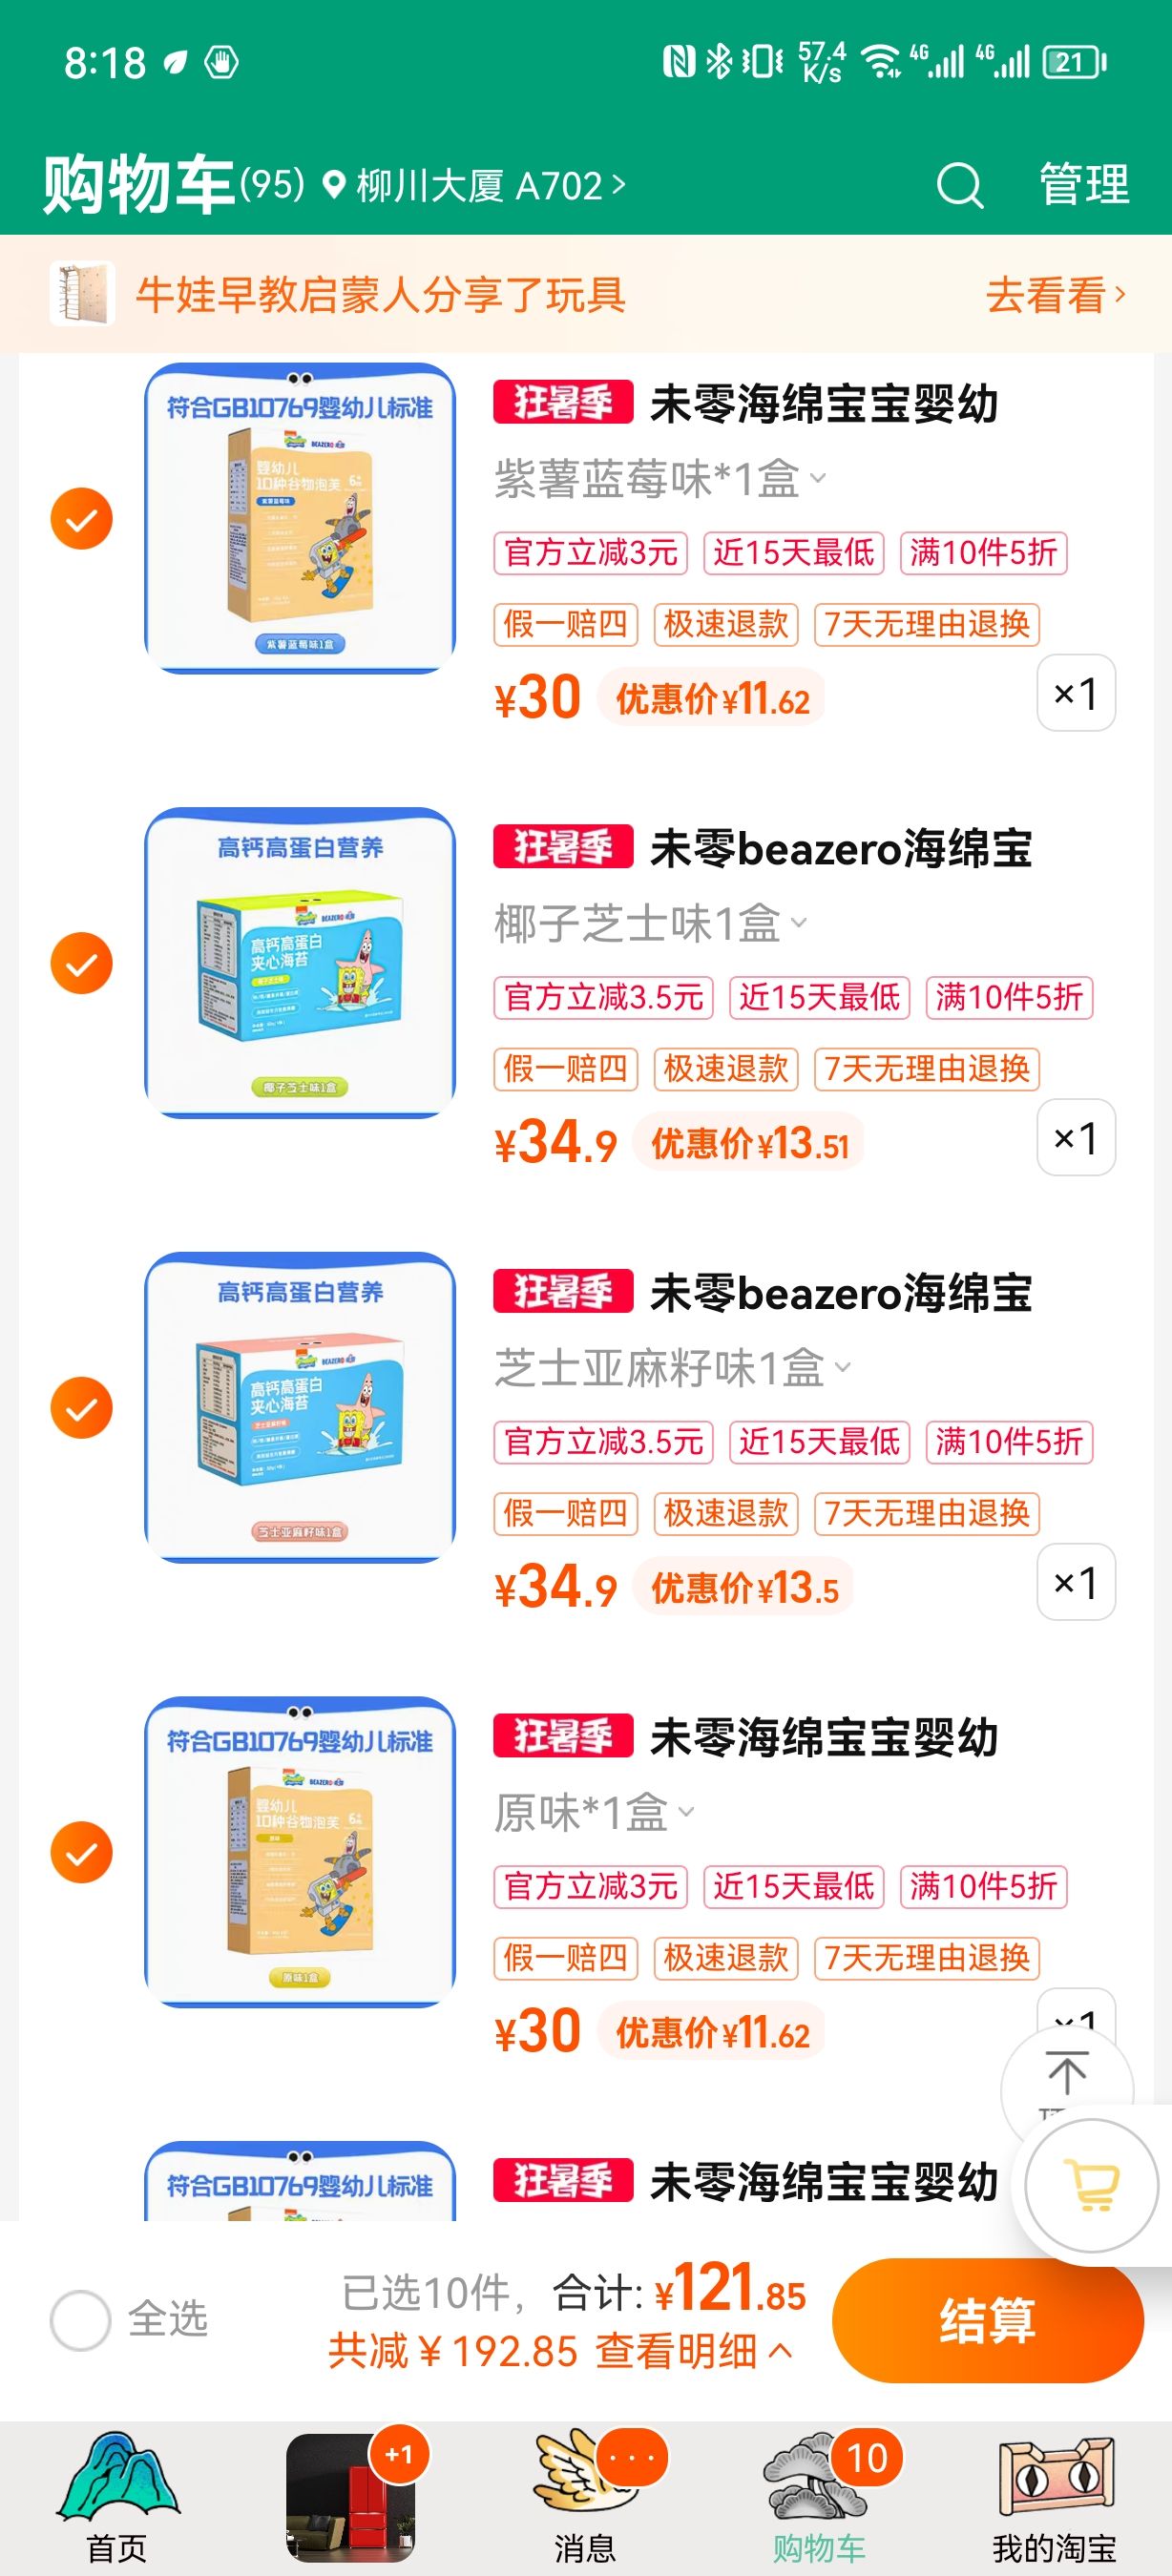 8:18
57.4
K/s
4G
4G
21
购物车(95) 柳川大厦 A702 >
管理
牛娃早教启蒙人分享了玩具
去看看 >
符合GB10769婴幼儿标准
BEAZERO
婴幼儿
10种谷物泡芙
紫薯蓝莓味
紫薯蓝莓味1盒
狂暑季 未零海绵宝宝婴幼
紫薯蓝莓味*1盒
官方立减3元 近15天最低 满10件5折
假一赔四 极速退款 7天无理由退换
¥30 优惠价¥11.62
×1
高钙高蛋白营养
BEAZERO
高钙高蛋白
夹心海苔
椰子芝士味1盒
狂暑季 未零beazero海绵宝
椰子芝士味1盒
官方立减3.5元 近15天最低 满10件5折
假一赔四 极速退款 7天无理由退换
¥34.9 优惠价¥13.51
×1
高钙高蛋白营养
BEAZERO
高钙高蛋白
夹心海苔
芝士亚麻籽味1盒
狂暑季 未零beazero海绵宝
芝士亚麻籽味1盒
官方立减3.5元 近15天最低 满10件5折
假一赔四 极速退款 7天无理由退换
¥34.9 优惠价¥13.5
×1
符合GB10769婴幼儿标准
BEAZERO
婴幼儿
10种谷物泡芙
原味
原味1盒
狂暑季 未零海绵宝宝婴幼
原味*1盒
官方立减3元 近15天最低 满10件5折
假一赔四 极速退款 7天无理由退换
¥30 优惠价¥11.62
×1
符合GB10769婴幼儿标准
狂暑季 未零海绵宝宝婴幼
全选
已选10件，合计: ¥121.85
共减￥192.85 查看明细
结算
+1
10
首页
消息
购物车
我的淘宝